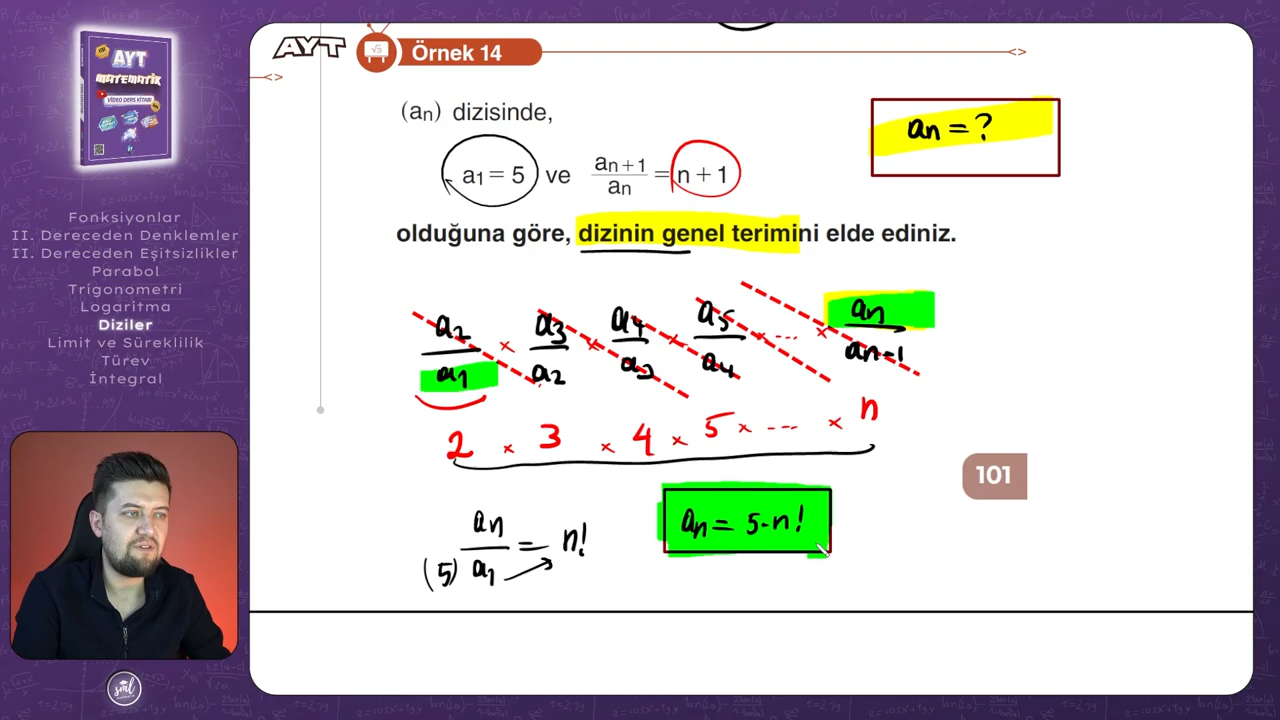 AYT
MATEMATİK
VİDEO DERS KİTABI
Fonksiyonlar
II. Dereceden Denklemler
II. Dereceden Eşitsizlikler
Parabol
Trigonometri
Logaritma
Diziler
Limit ve Süreklilik
Türev
İntegral
sml
AYT
Örnek 14
(an) dizisinde,
a1 = 5 ve an+1/an = n + 1
an = ?
olduğuna göre, dizinin genel terimini elde ediniz.
a2/a1 × a3/a2 × a4/a3 × a5/a4 × ... × an/an-1
2 × 3 × 4 × 5 × ... × n
101
(5) an/a1 = n!
an = 5·n!